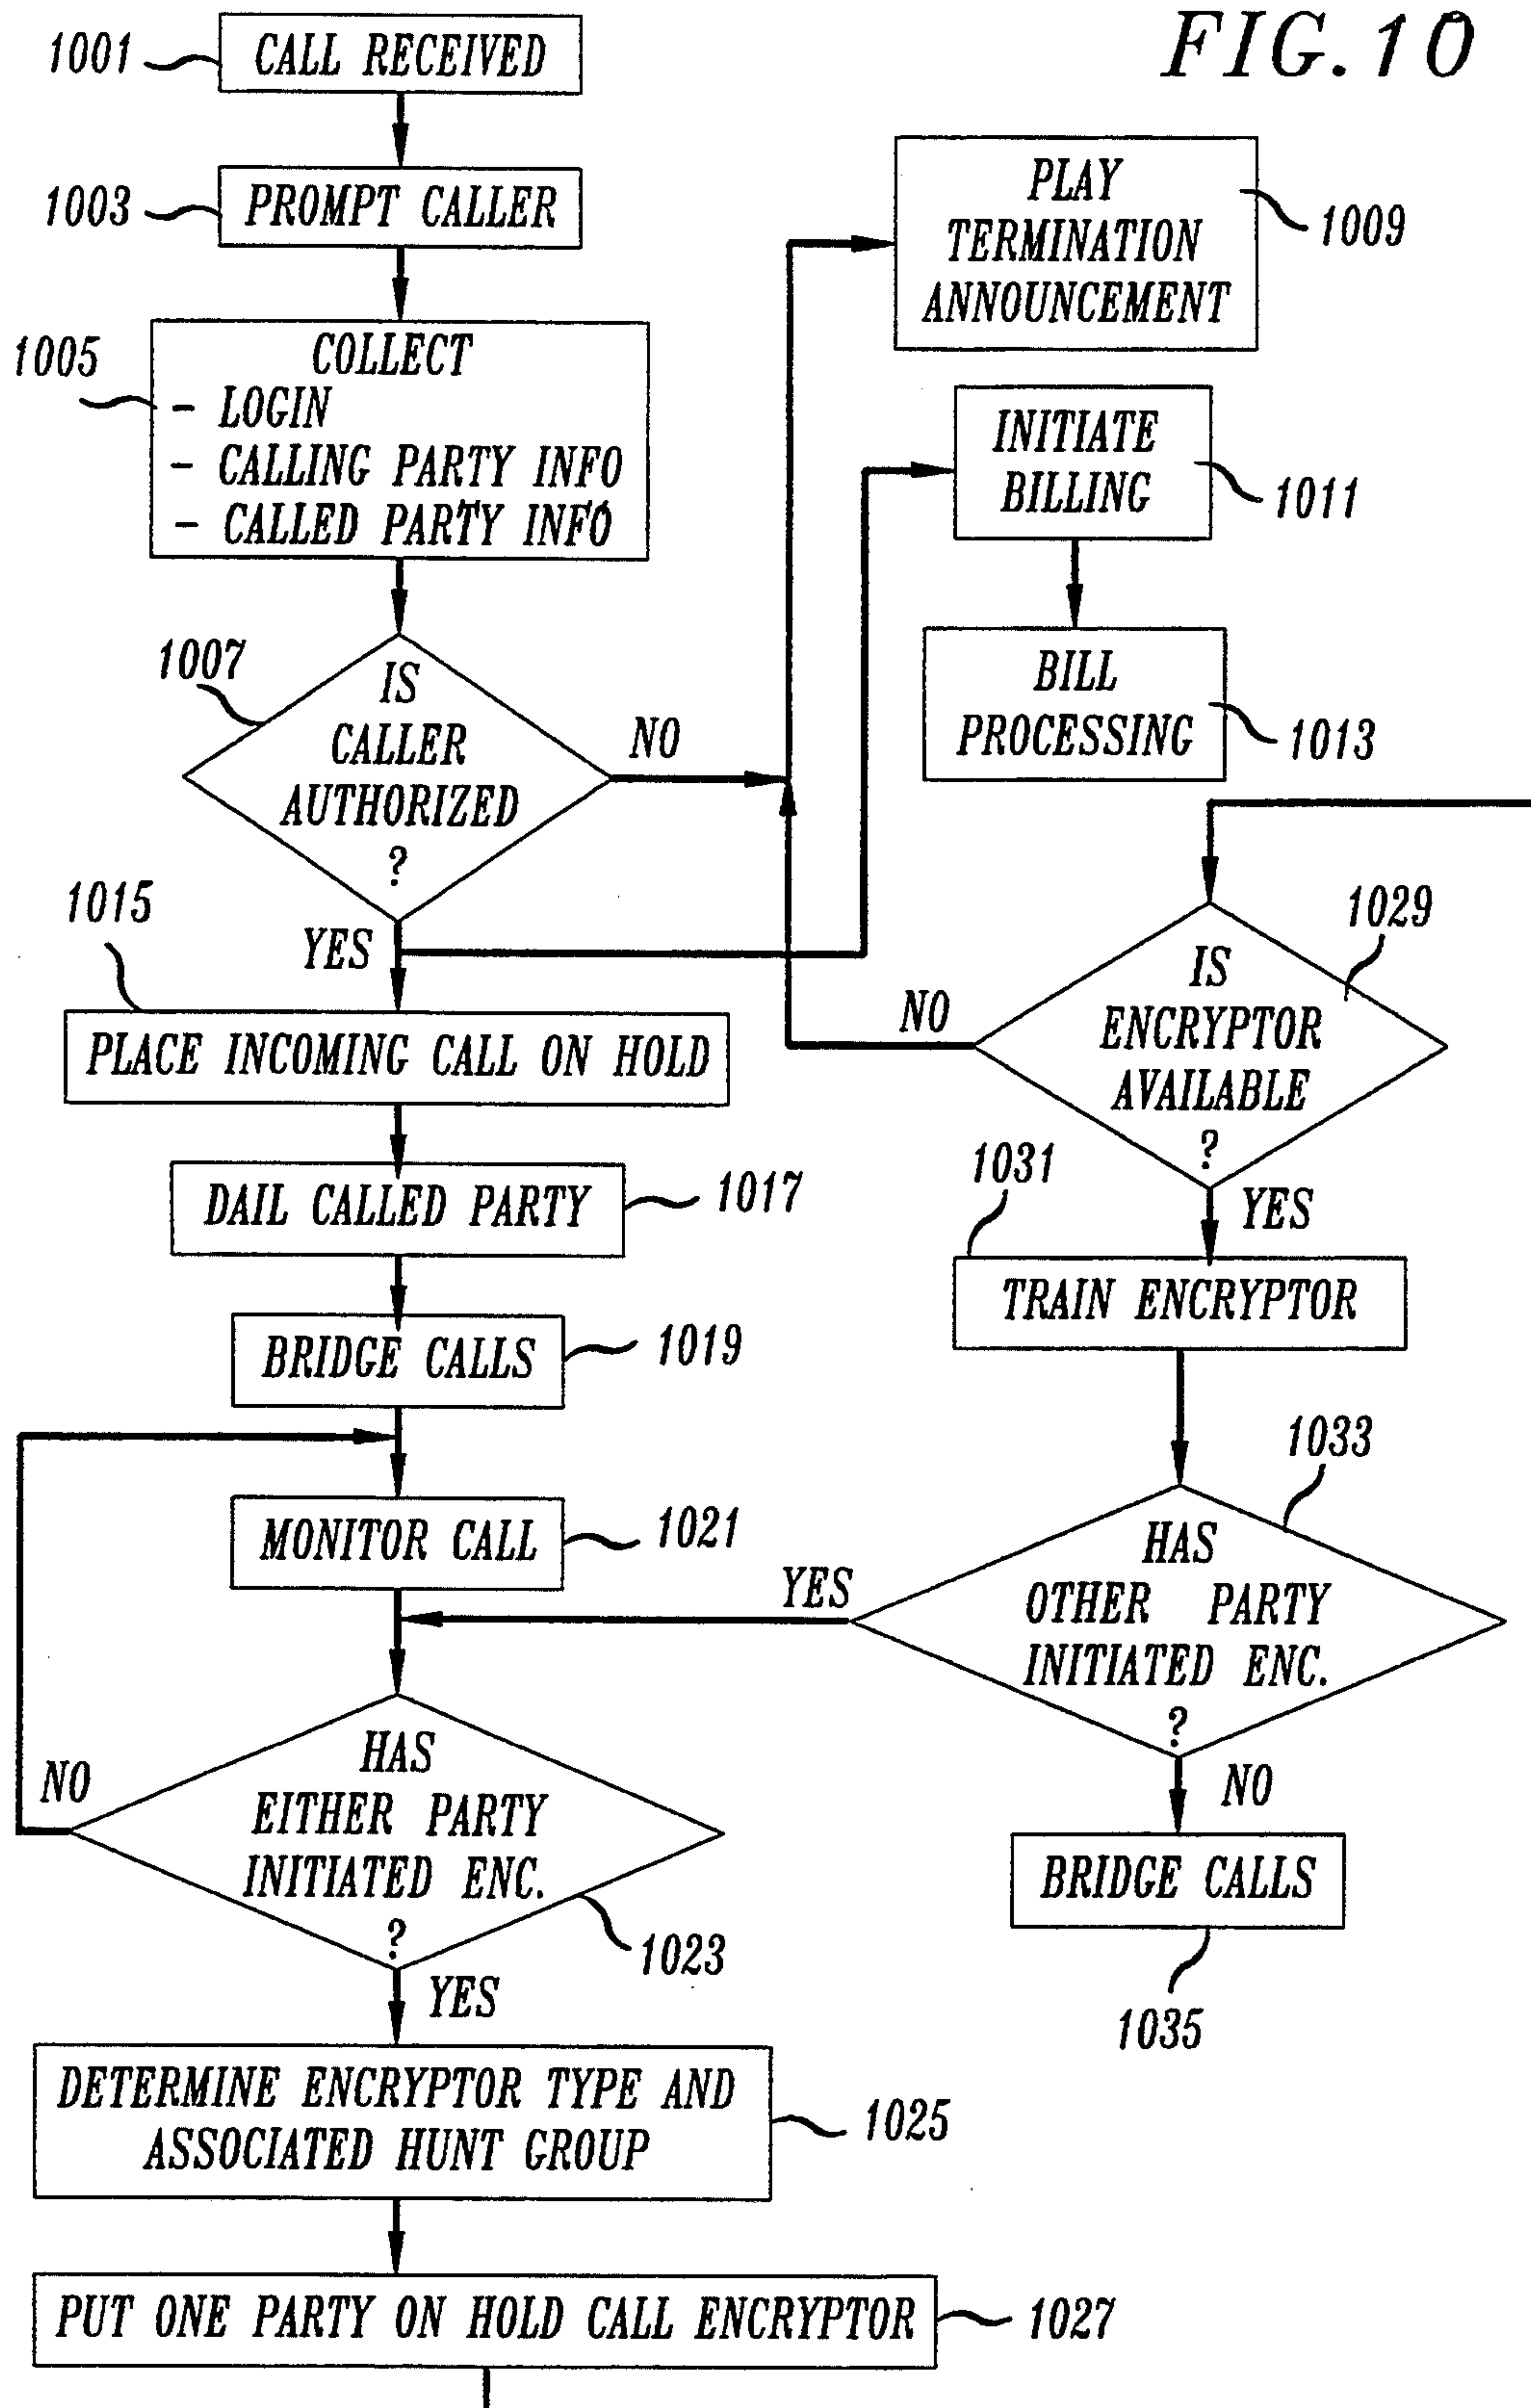 FIG.10
1001
CALL RECEIVED
1003
PROMPT CALLER
1005
COLLECT
- LOGIN
- CALLING PARTY INFO
- CALLED PARTY INFO
1007
IS
CALLER
AUTHORIZED
?
NO
YES
PLAY
TERMINATION
ANNOUNCEMENT
1009
INITIATE
BILLING
1011
BILL
PROCESSING
1013
1015
PLACE INCOMING CALL ON HOLD
DAIL CALLED PARTY
1017
BRIDGE CALLS
1019
MONITOR CALL
1021
HAS
EITHER PARTY
INITIATED ENC.
?
NO
1023
YES
DETERMINE ENCRYPTOR TYPE AND
ASSOCIATED HUNT GROUP
1025
PUT ONE PARTY ON HOLD CALL ENCRYPTOR
1027
1029
IS
ENCRYPTOR
AVAILABLE
?
NO
YES
1031
TRAIN ENCRYPTOR
1033
HAS
OTHER PARTY
INITIATED ENC.
?
YES
NO
BRIDGE CALLS
1035